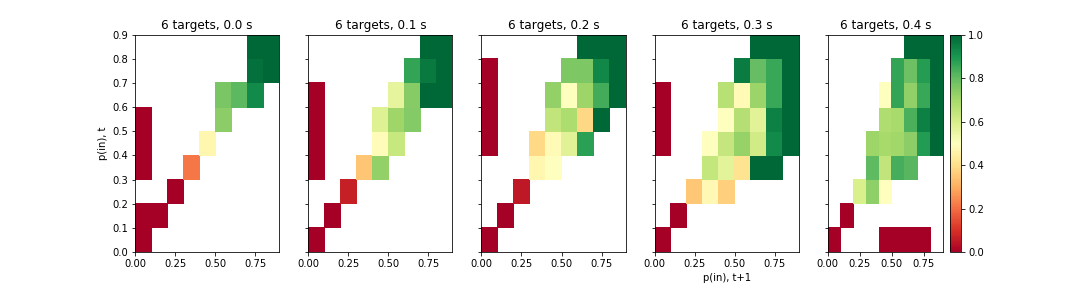 6 targets, 0.0 s
6 targets, 0.1 s
6 targets, 0.2 s
6 targets, 0.3 s
6 targets, 0.4 s
p(in), t
0.9
0.8
0.7
0.6
0.5
0.4
0.3
0.2
0.1
0.0
0.00 0.25 0.50 0.75
0.00 0.25 0.50 0.75
0.00 0.25 0.50 0.75
0.00 0.25 0.50 0.75
0.00 0.25 0.50 0.75
p(in), t+1
1.0
0.8
0.6
0.4
0.2
0.0